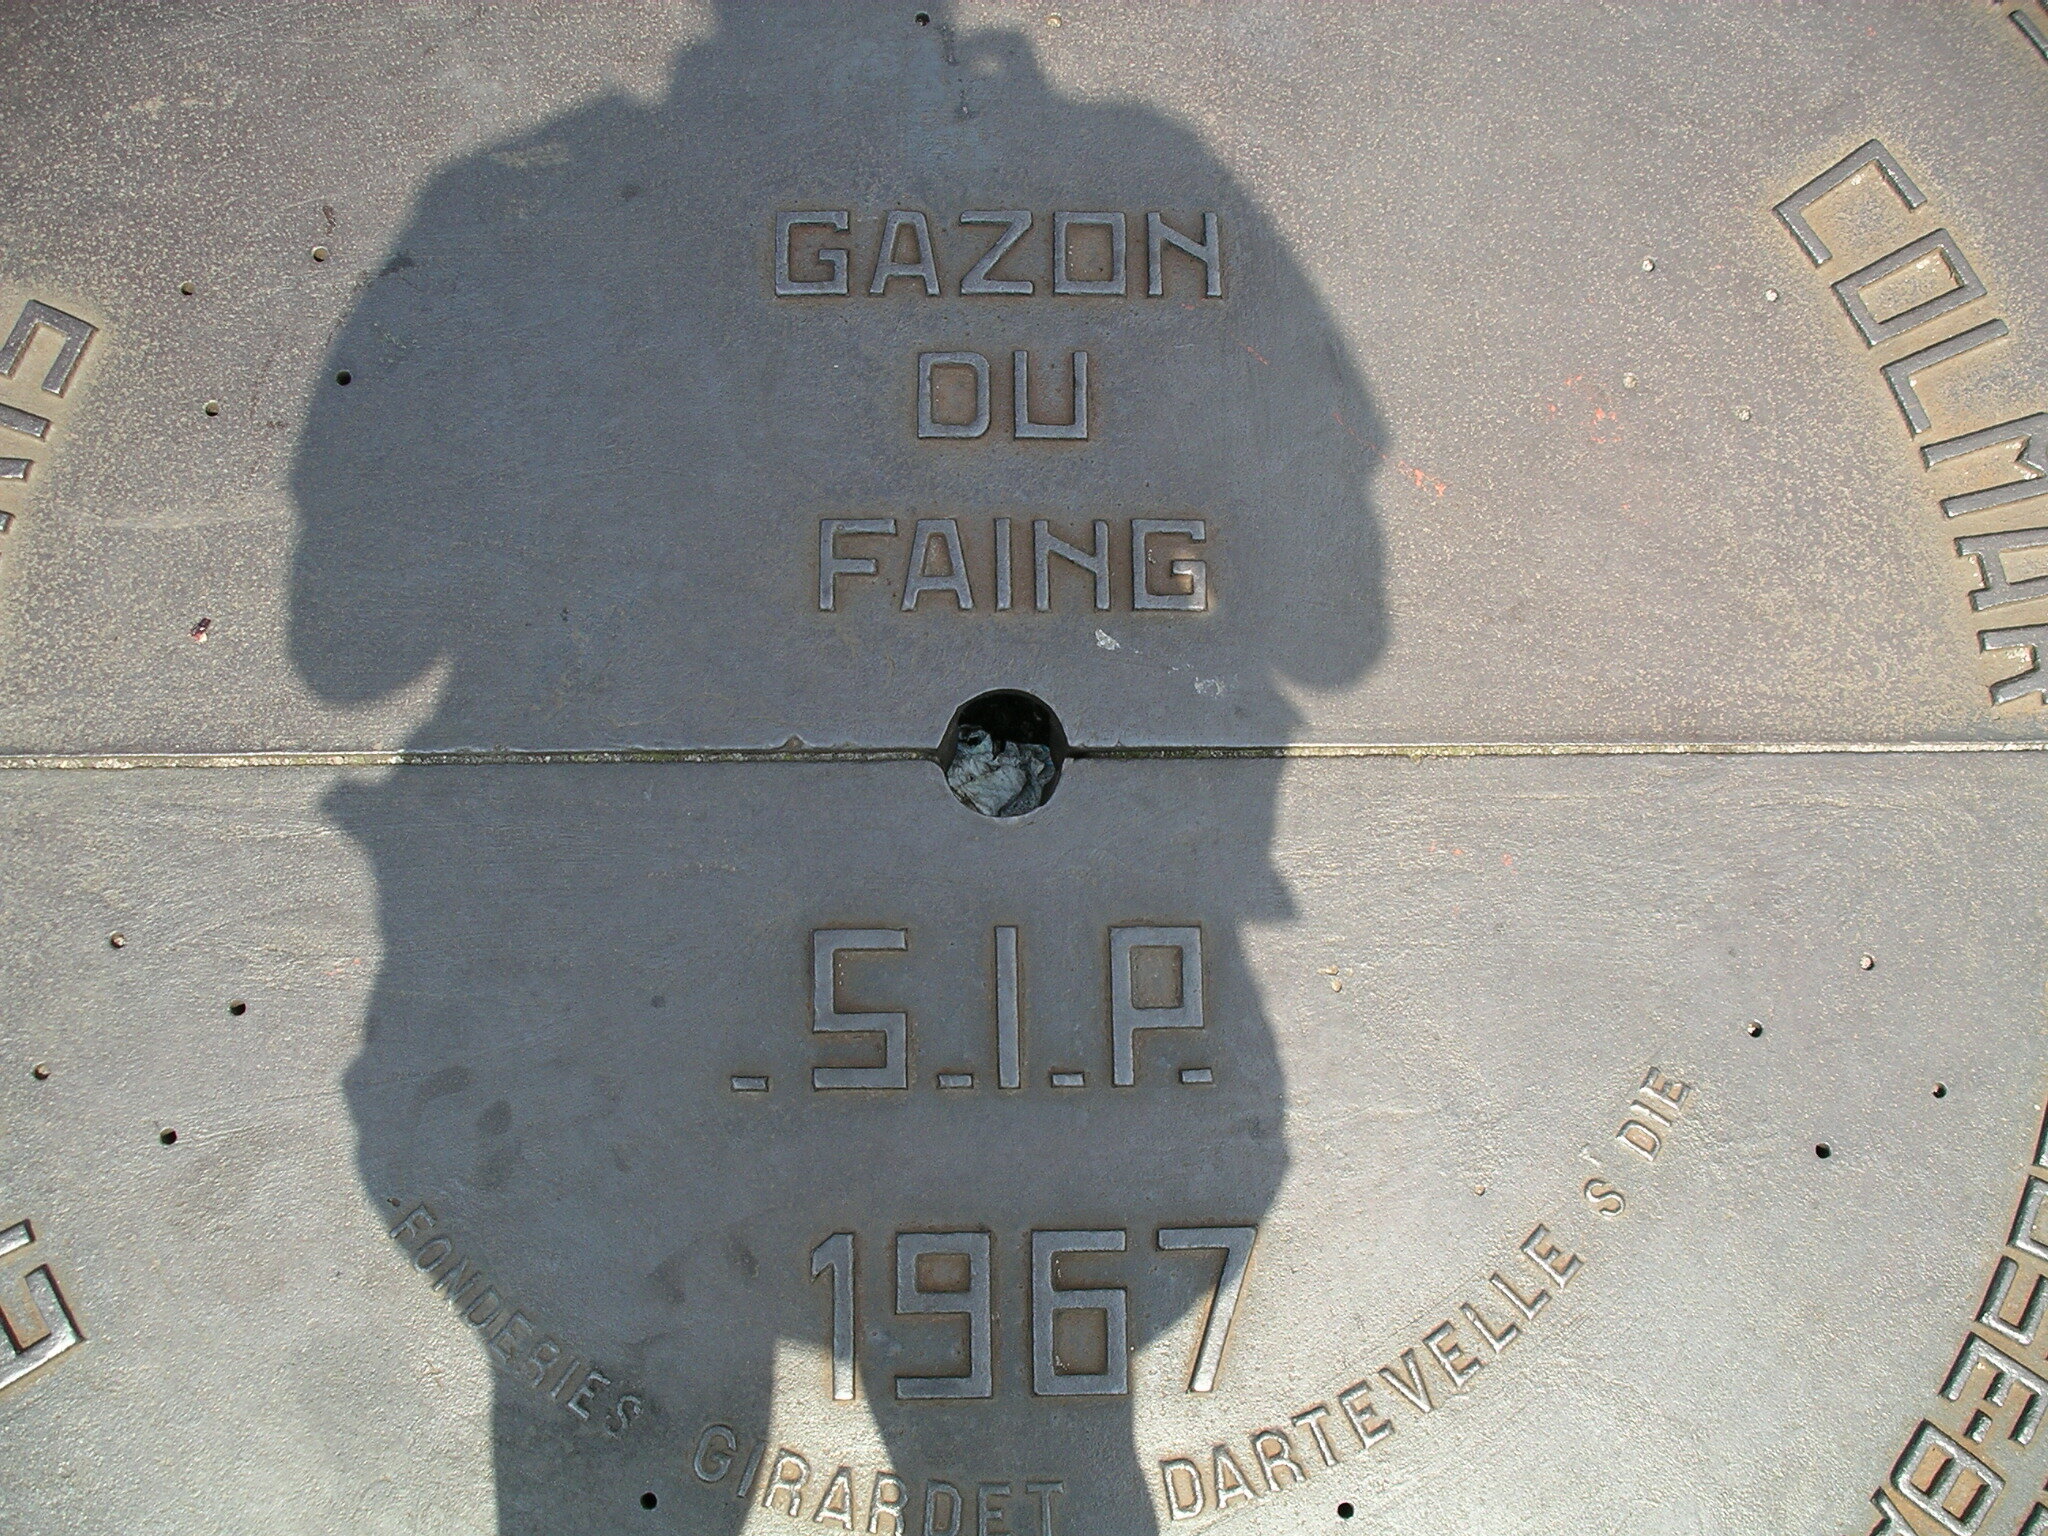 GAZON
DU
FAING
COLMAR
.S.I.P.
1967
FONDERIES GIRARDET DARTEVELLE ST DIE